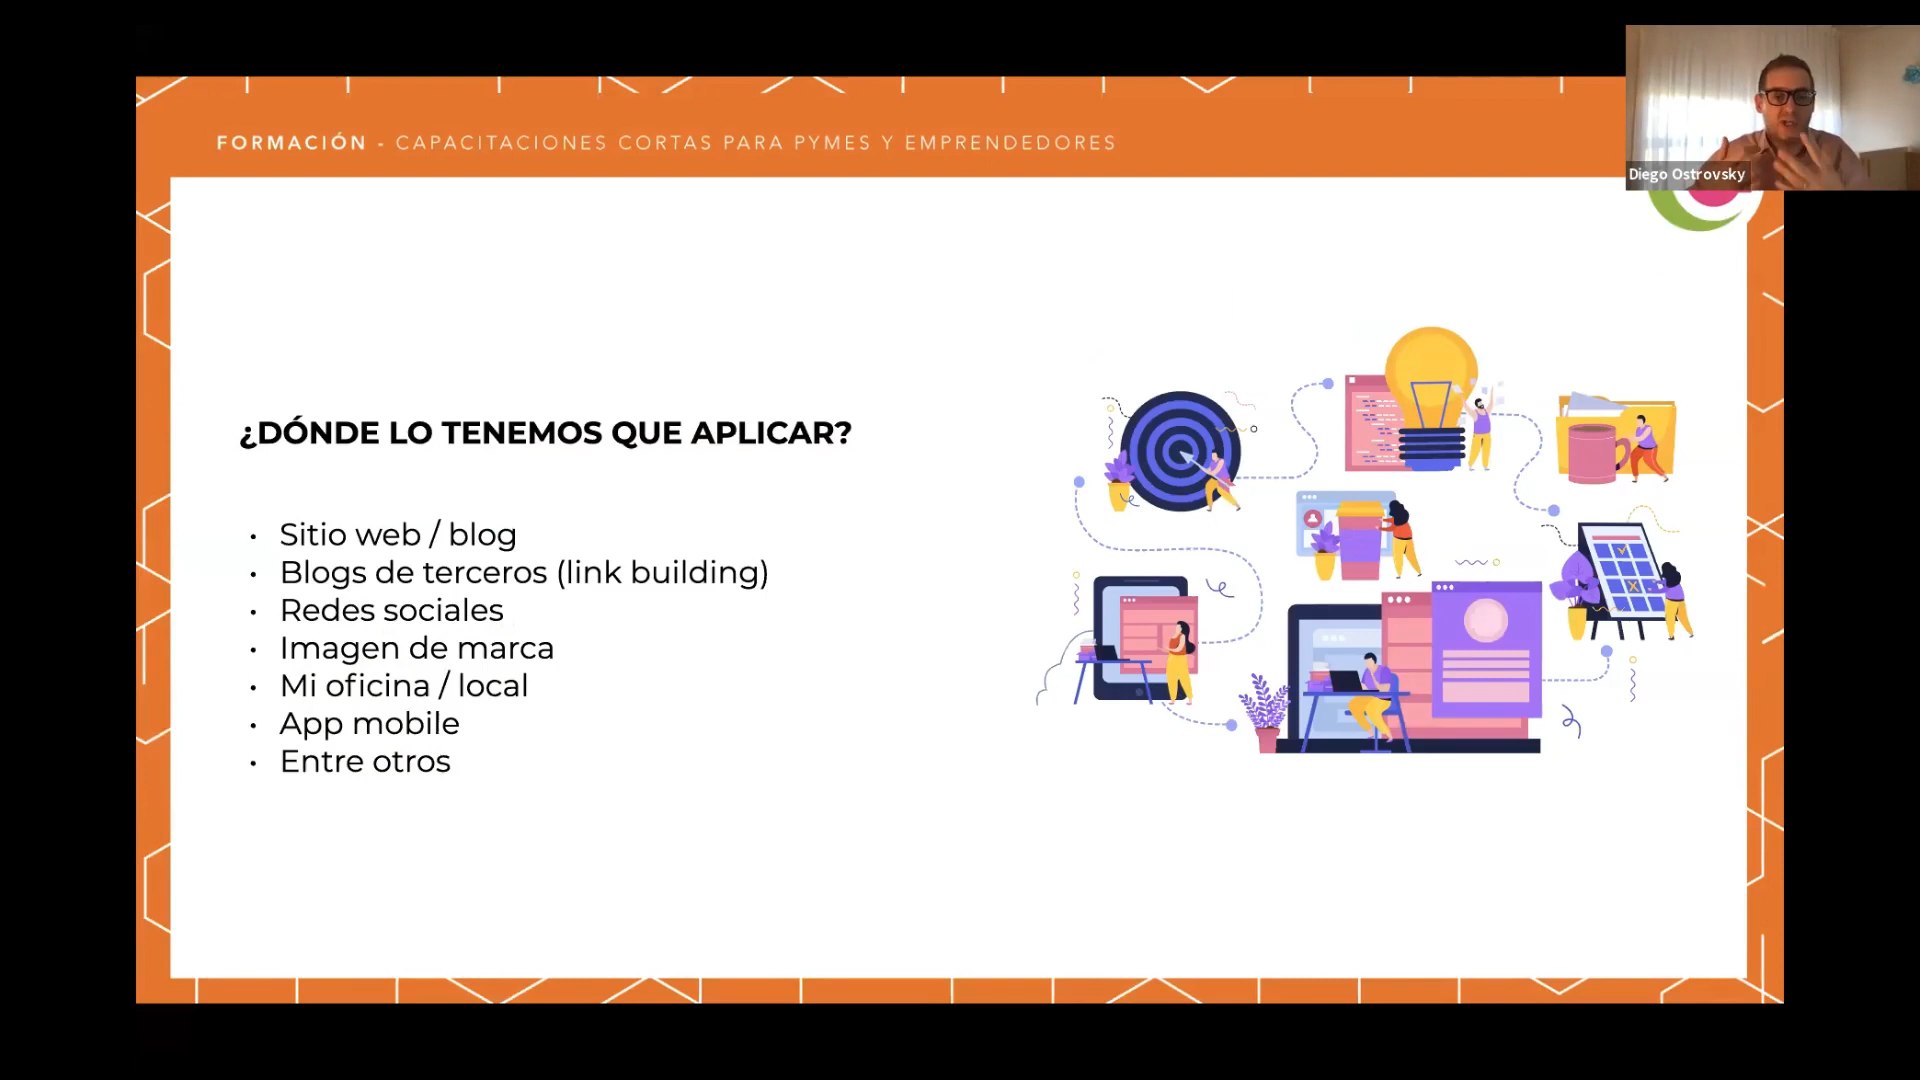 FORMACIÓN - CAPACITACIONES CORTAS PARA PYMES Y EMPRENDEDORES
Diego Ostrovsky
¿DÓNDE LO TENEMOS QUE APLICAR?
• Sitio web / blog
• Blogs de terceros (link building)
• Redes sociales
• Imagen de marca
• Mi oficina / local
• App mobile
• Entre otros